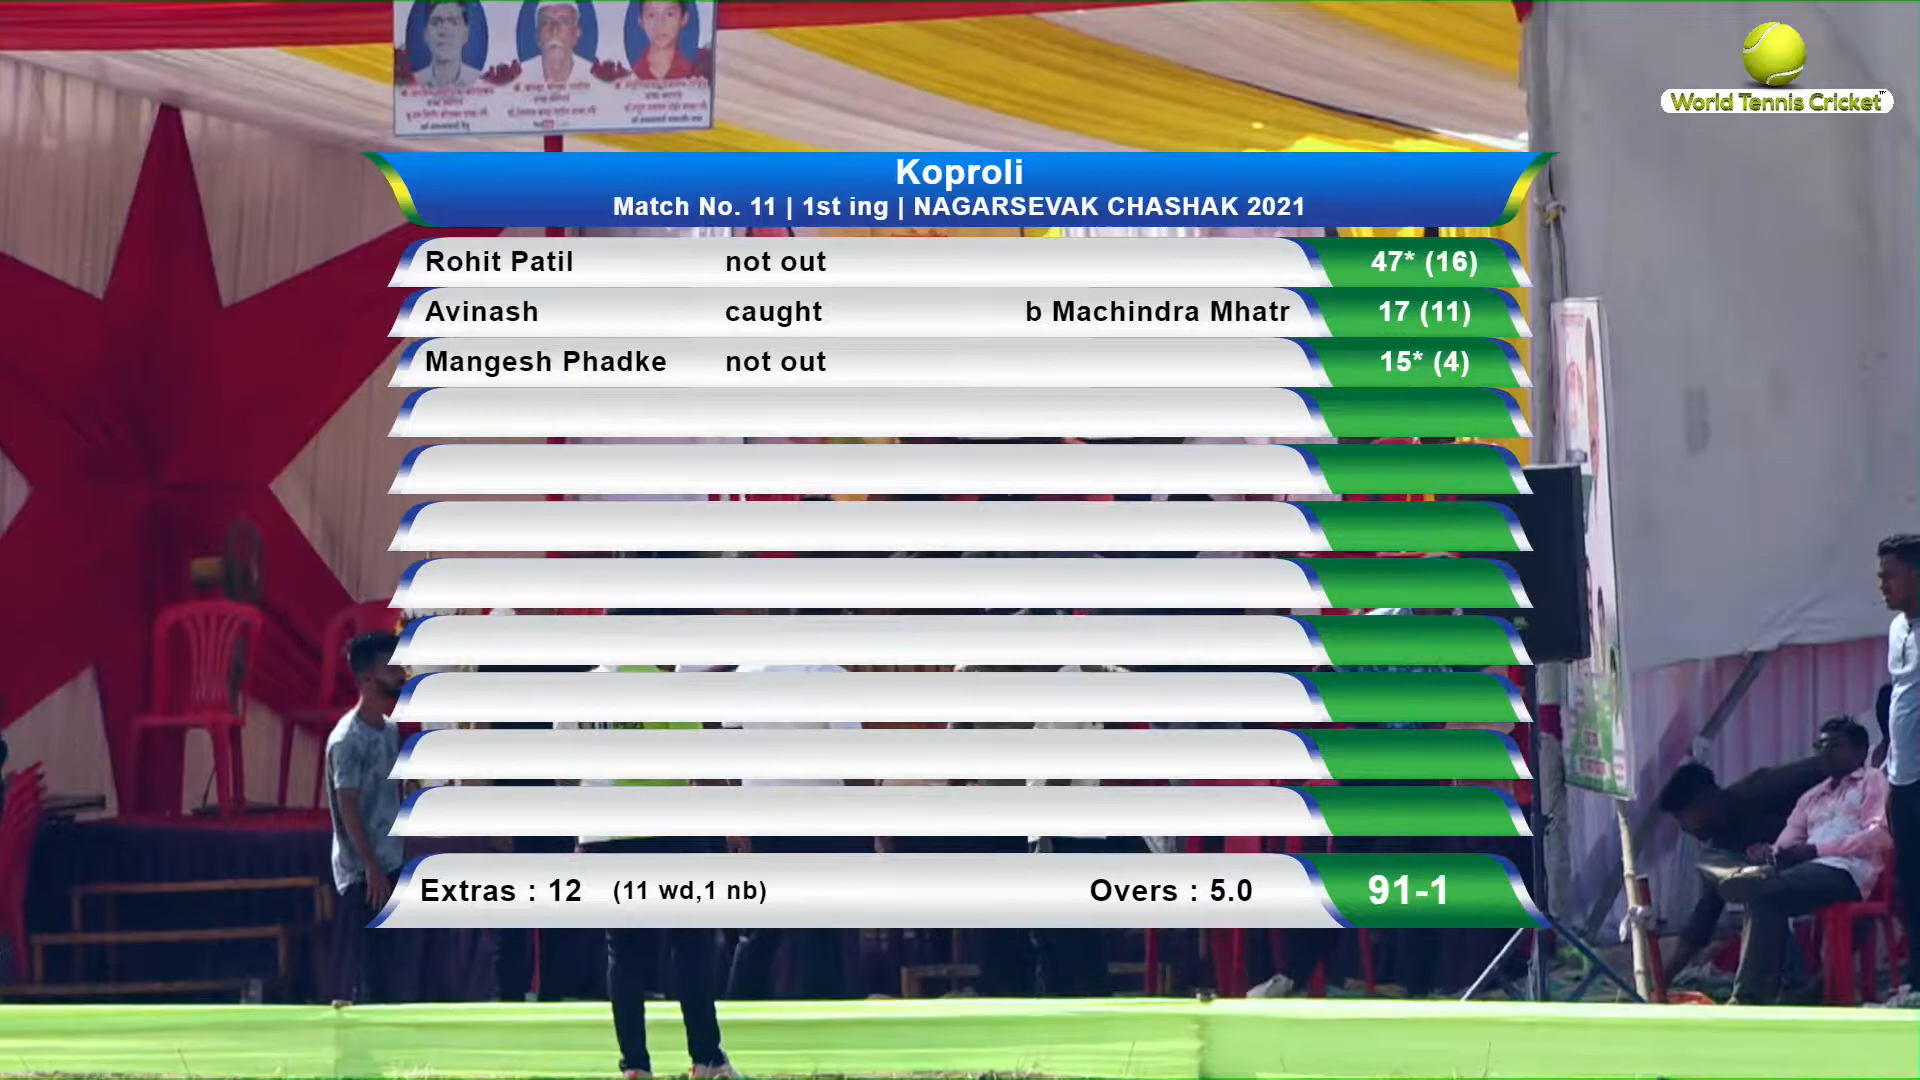 World Tennis Cricket
Koproli
Match No. 11 | 1st ing | NAGARSEVAK CHASHAK 2021
Rohit Patil not out 47* (16)
Avinash caught b Machindra Mhatr 17 (11)
Mangesh Phadke not out 15* (4)
Extras : 12 (11 wd,1 nb) Overs : 5.0 91-1